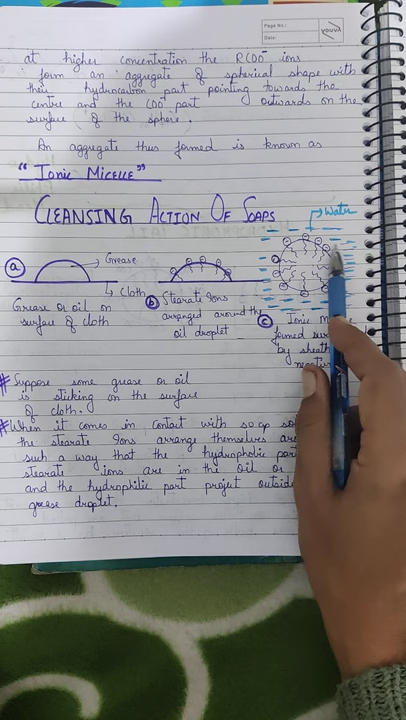 Page No.:
Date:
YOUVA
at higher concentration the RCOO⁻ ions
form an aggregate of spherical shape with
their hydrocarbon part pointing towards the
centre and the COO⁻ part outwards on the
surface of the sphere.
An aggregate thus formed is known as
"IONIC MICELLE"
CLEANSING ACTION OF SOAPS
Water
a
Grease
Cloth
Grease or oil on
surface of cloth
b Stearate Ions
arranged around the
oil droplet
c Ionic
formed
by sheath
# Suppose some grease or oil
is sticking on the surface
of cloth.
# When it comes in contact with soap
the stearate Ions arrange themselves
such a way that the hydrophobic
stearate ions are in the oil or
and the hydrophilic part project outside
grease droplet.